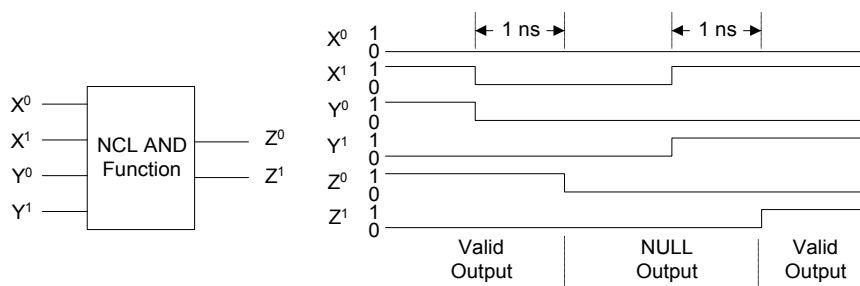 X⁰
X¹
Y⁰
Y¹
NCL AND
Function
Z⁰
Z¹
1 ns
1 ns
X⁰ 1
0
X¹ 1
0
Y⁰ 1
0
Y¹ 1
0
Z⁰ 1
0
Z¹ 1
0
Valid
Output
NULL
Output
Valid
Output